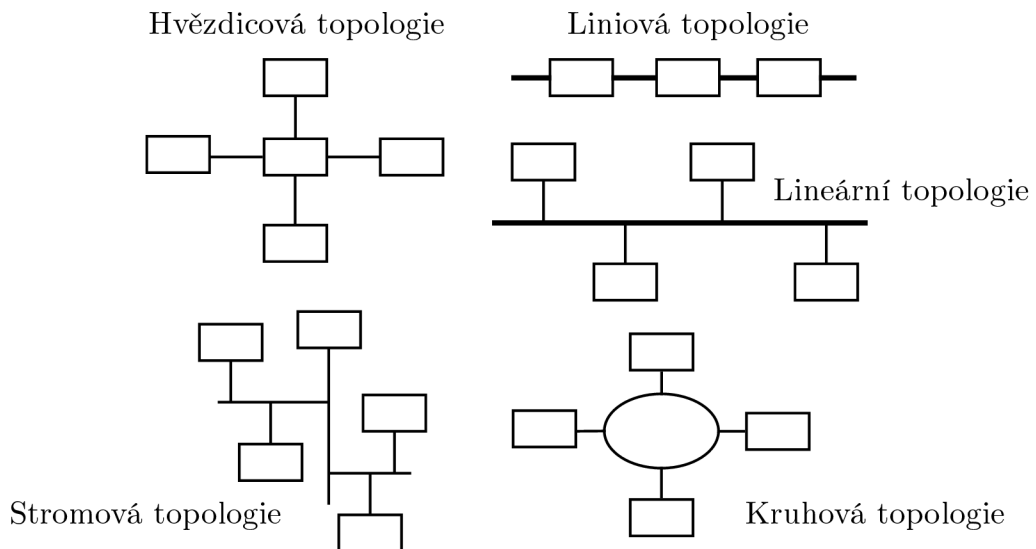 Hvězdicová topologie
Liniová topologie
Lineární topologie
Stromová topologie
Kruhová topologie